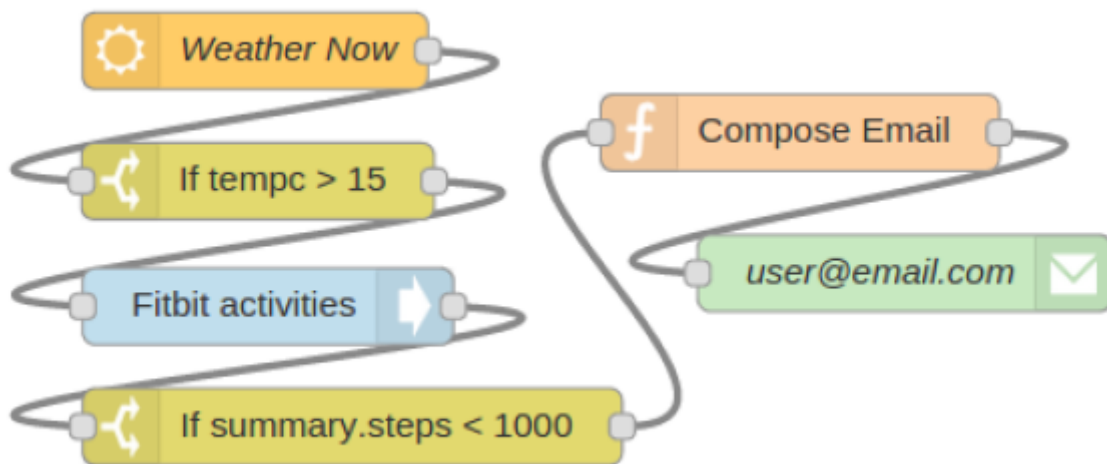 Weather Now
If tempc > 15
Fitbit activities
If summary.steps < 1000
Compose Email
user@email.com